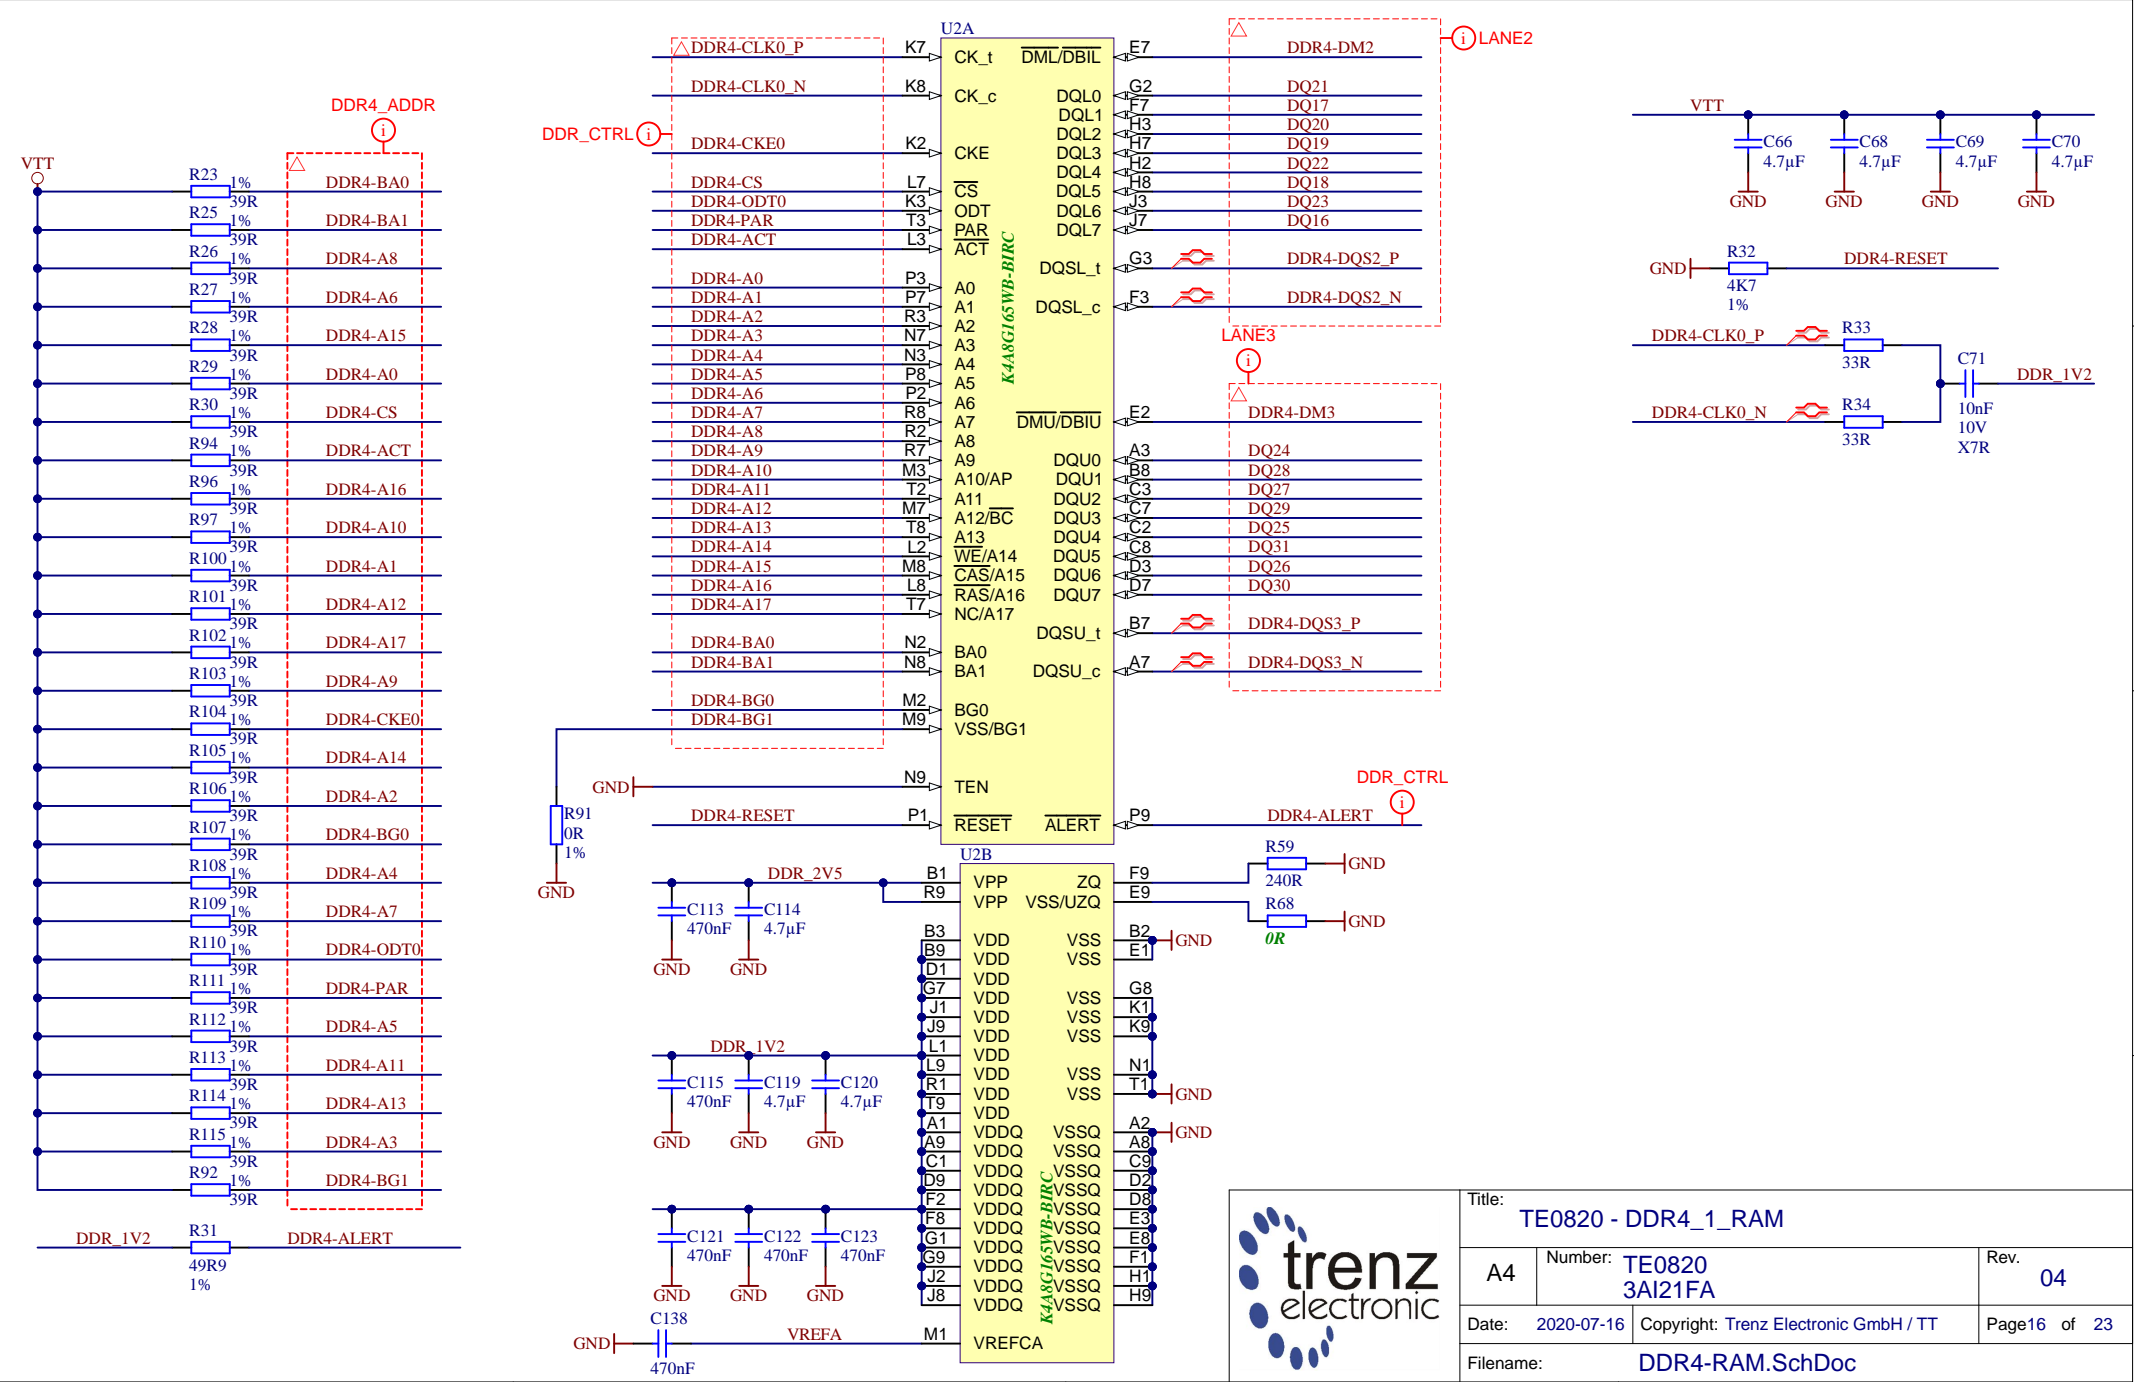 DDR4_ADDR
i
VTT
R23 1% 39R DDR4-BA0
R25 1% 39R DDR4-BA1
R26 1% 39R DDR4-A8
R27 1% 39R DDR4-A6
R28 1% 39R DDR4-A15
R29 1% 39R DDR4-A0
R30 1% 39R DDR4-CS
R94 1% 39R DDR4-ACT
R96 1% 39R DDR4-A16
R97 1% 39R DDR4-A10
R100 1% 39R DDR4-A1
R101 1% 39R DDR4-A12
R102 1% 39R DDR4-A17
R103 1% 39R DDR4-A9
R104 1% 39R DDR4-CKE0
R105 1% 39R DDR4-A14
R106 1% 39R DDR4-A2
R107 1% 39R DDR4-BG0
R108 1% 39R DDR4-A4
R109 1% 39R DDR4-A7
R110 1% 39R DDR4-ODT0
R111 1% 39R DDR4-PAR
R112 1% 39R DDR4-A5
R113 1% 39R DDR4-A11
R114 1% 39R DDR4-A13
R115 1% 39R DDR4-A3
R92 1% 39R DDR4-BG1
DDR_1V2 R31 DDR4-ALERT
49R9
1%
U2A
K4A8G165WB-BIRC
DDR_CTRL i
DDR4-CLK0_P K7 CK_t
DDR4-CLK0_N K8 CK_c
DDR4-CKE0 K2 CKE
DDR4-CS L7 CS
DDR4-ODT0 K3 ODT
DDR4-PAR T3 PAR
DDR4-ACT L3 ACT
DDR4-A0 P3 A0
DDR4-A1 P7 A1
DDR4-A2 R3 A2
DDR4-A3 N7 A3
DDR4-A4 N3 A4
DDR4-A5 P8 A5
DDR4-A6 P2 A6
DDR4-A7 R8 A7
DDR4-A8 R2 A8
DDR4-A9 R7 A9
DDR4-A10 M3 A10/AP
DDR4-A11 T2 A11
DDR4-A12 M7 A12/BC
DDR4-A13 T8 A13
DDR4-A14 L2 WE/A14
DDR4-A15 M8 CAS/A15
DDR4-A16 L8 RAS/A16
DDR4-A17 T7 NC/A17
DDR4-BA0 N2 BA0
DDR4-BA1 N8 BA1
DDR4-BG0 M2 BG0
DDR4-BG1 M9 VSS/BG1
GND N9 TEN
DDR4-RESET P1 RESET
R91
0R
1%
GND
i LANE2
DML/DBIL E7 DDR4-DM2
DQL0 G2 DQ21
DQL1 F7 DQ17
DQL2 H3 DQ20
DQL3 H7 DQ19
DQL4 H2 DQ22
DQL5 H8 DQ18
DQL6 J3 DQ23
DQL7 J7 DQ16
DQSL_t G3 DDR4-DQS2_P
DQSL_c F3 DDR4-DQS2_N
LANE3
i
DMU/DBIU E2 DDR4-DM3
DQU0 A3 DQ24
DQU1 B8 DQ28
DQU2 C3 DQ27
DQU3 C7 DQ29
DQU4 C2 DQ25
DQU5 C8 DQ31
DQU6 D3 DQ26
DQU7 D7 DQ30
DQSU_t B7 DDR4-DQS3_P
DQSU_c A7 DDR4-DQS3_N
DDR_CTRL
i
ALERT P9 DDR4-ALERT
U2B
K4A8G165WB-BIRC
DDR_2V5 B1 VPP
R9 VPP
C113
470nF
GND
C114
4.7µF
GND
B3 VDD
B9 VDD
D1 VDD
G7 VDD
J1 VDD
J9 VDD
DDR_1V2 L1 VDD
L9 VDD
R1 VDD
T9 VDD
A1 VDDQ
A9 VDDQ
C1 VDDQ
D9 VDDQ
F2 VDDQ
F8 VDDQ
G1 VDDQ
G9 VDDQ
J2 VDDQ
J8 VDDQ
C115
470nF
GND
C119
4.7µF
GND
C120
4.7µF
GND
C121
470nF
GND
C122
470nF
GND
C123
470nF
GND
C138
GND VREFA M1 VREFCA
470nF
ZQ F9 R59 GND
240R
VSS/UZQ E9 R68 GND
0R
VSS B2 GND
VSS E1
VSS G8
VSS K1
VSS K9
VSS N1
VSS T1 GND
VSSQ A2 GND
VSSQ A8
VSSQ C9
VSSQ D2
VSSQ D8
VSSQ E3
VSSQ E8
VSSQ F1
VSSQ H1
VSSQ H9
VTT
C66
4.7µF
GND
C68
4.7µF
GND
C69
4.7µF
GND
C70
4.7µF
GND
GND R32 DDR4-RESET
4K7
1%
DDR4-CLK0_P R33
33R
C71 DDR_1V2
10nF
10V
X7R
DDR4-CLK0_N R34
33R
trenz
electronic
Title:
TE0820 - DDR4_1_RAM
A4
Number: TE0820
3AI21FA
Rev.
04
Date: 2020-07-16
Copyright: Trenz Electronic GmbH / TT
Page16 of 23
Filename: DDR4-RAM.SchDoc